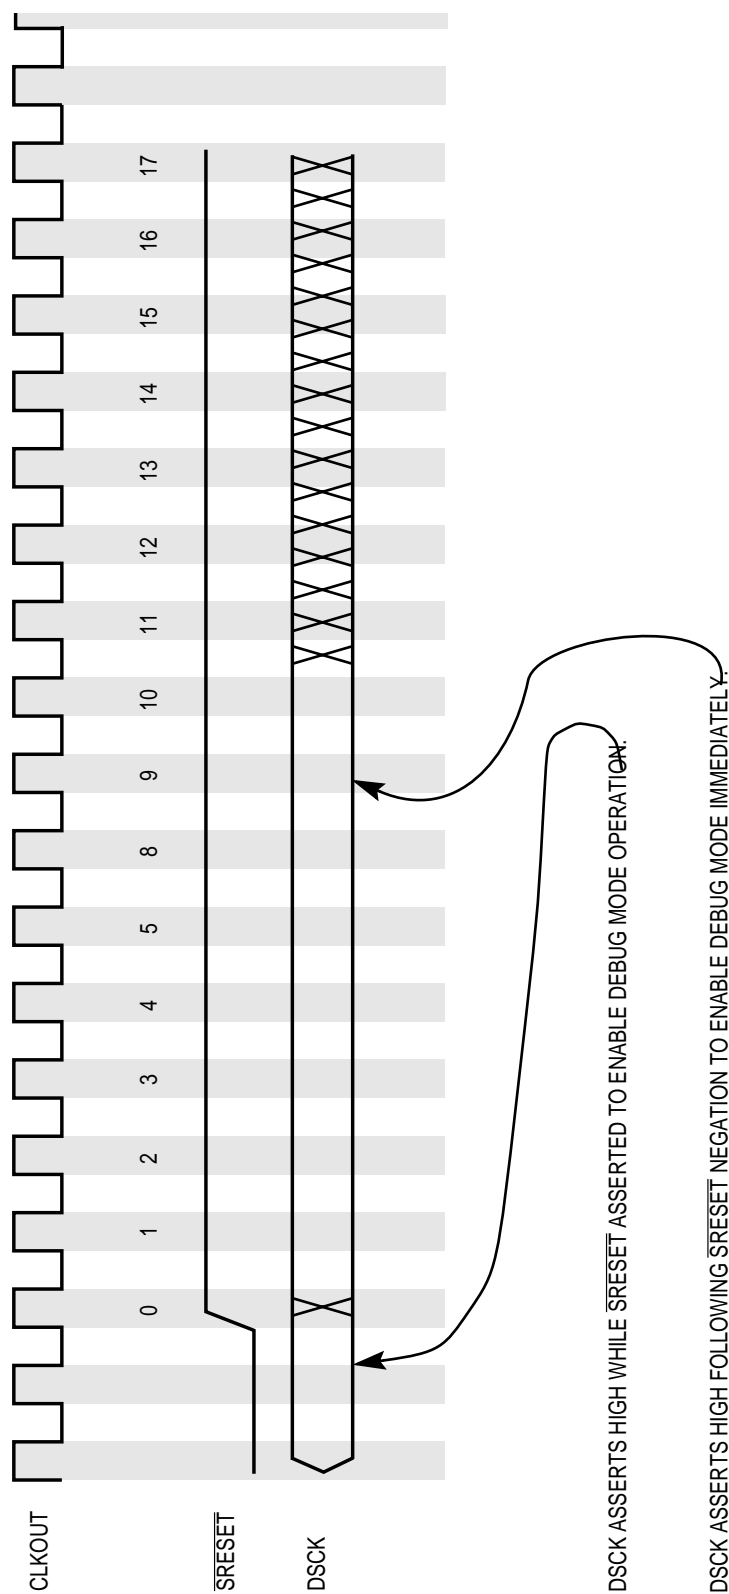 CLKOUT
0 1 2 3 4 5 8 9 10 11 12 13 14 15 16 17
SRESET
DSCK
DSCK ASSERTS HIGH WHILE SRESET ASSERTED TO ENABLE DEBUG MODE OPERATION.
DSCK ASSERTS HIGH FOLLOWING SRESET NEGATION TO ENABLE DEBUG MODE IMMEDIATELY.